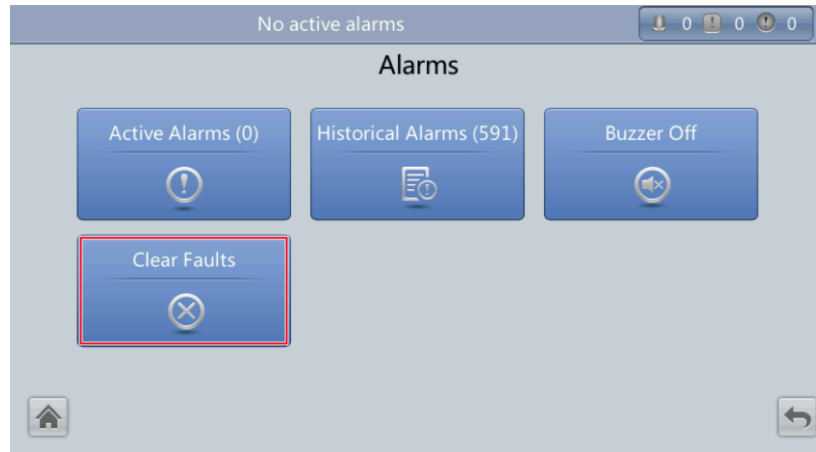 No active alarms
0 0 0
Alarms
Active Alarms (0)
Historical Alarms (591)
Buzzer Off
Clear Faults